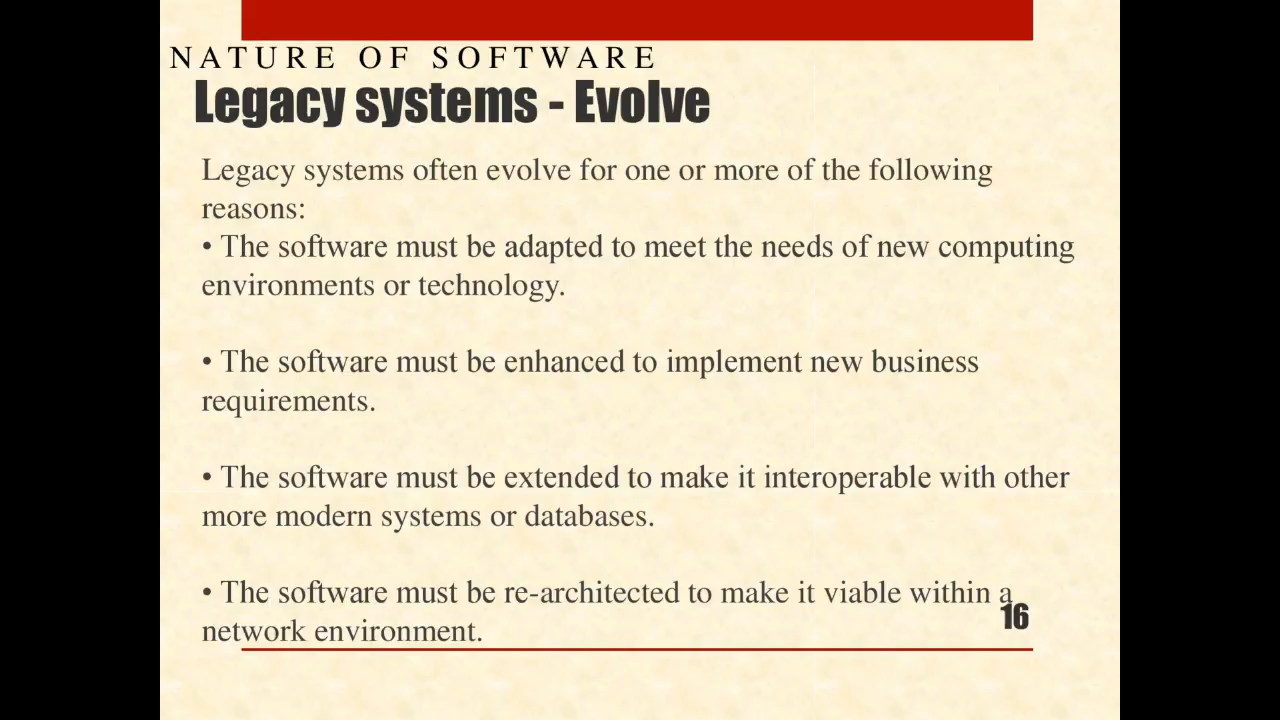 NATURE OF SOFTWARE
Legacy systems - Evolve
Legacy systems often evolve for one or more of the following
reasons:
• The software must be adapted to meet the needs of new computing
environments or technology.
• The software must be enhanced to implement new business
requirements.
• The software must be extended to make it interoperable with other
more modern systems or databases.
• The software must be re-architected to make it viable within a
network environment.
16